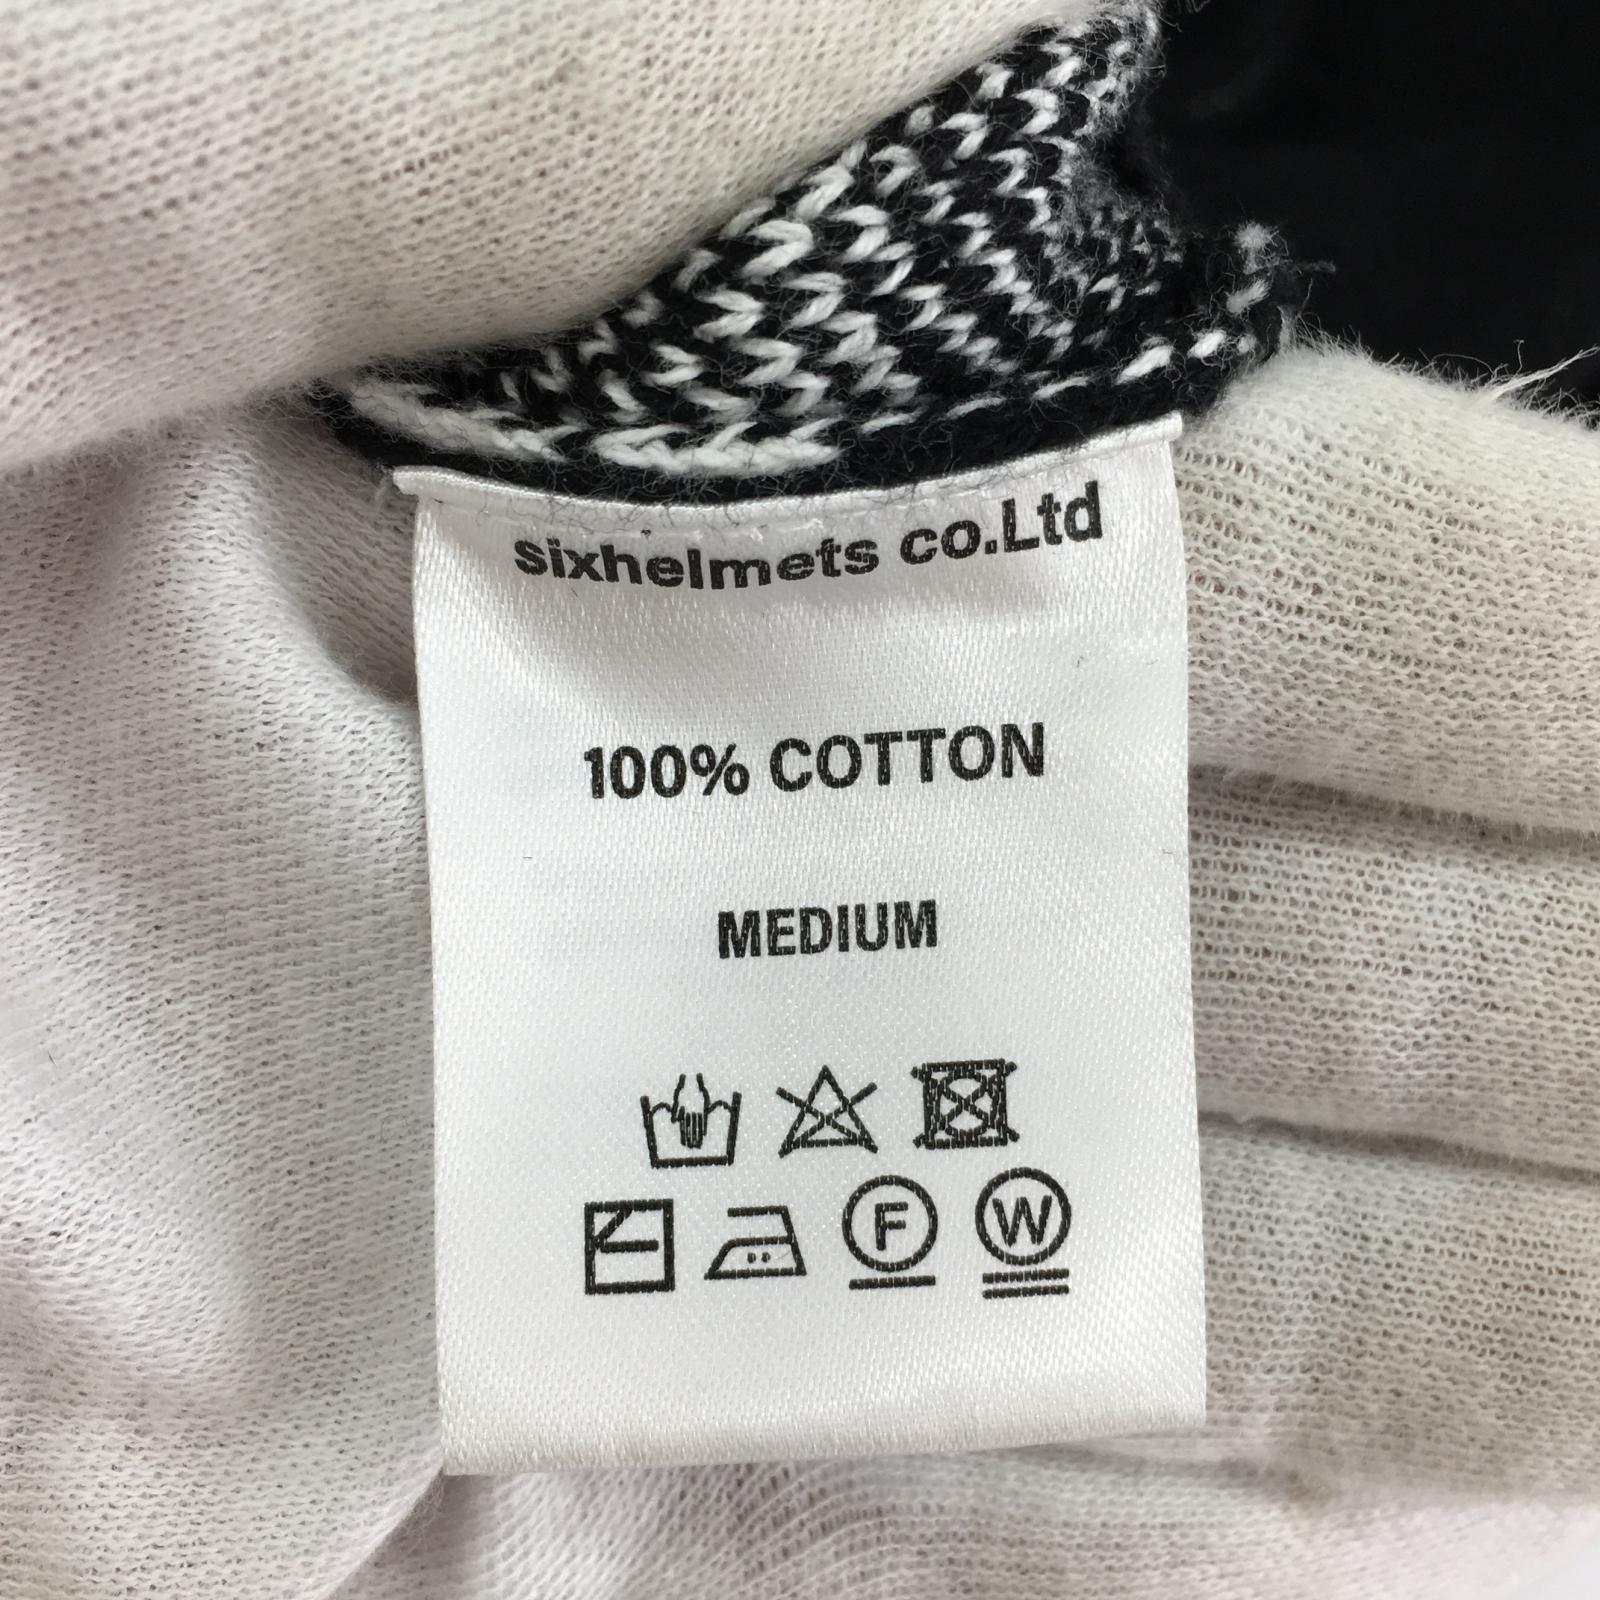 sixhelmets co.Ltd
100% COTTON
MEDIUM
F W